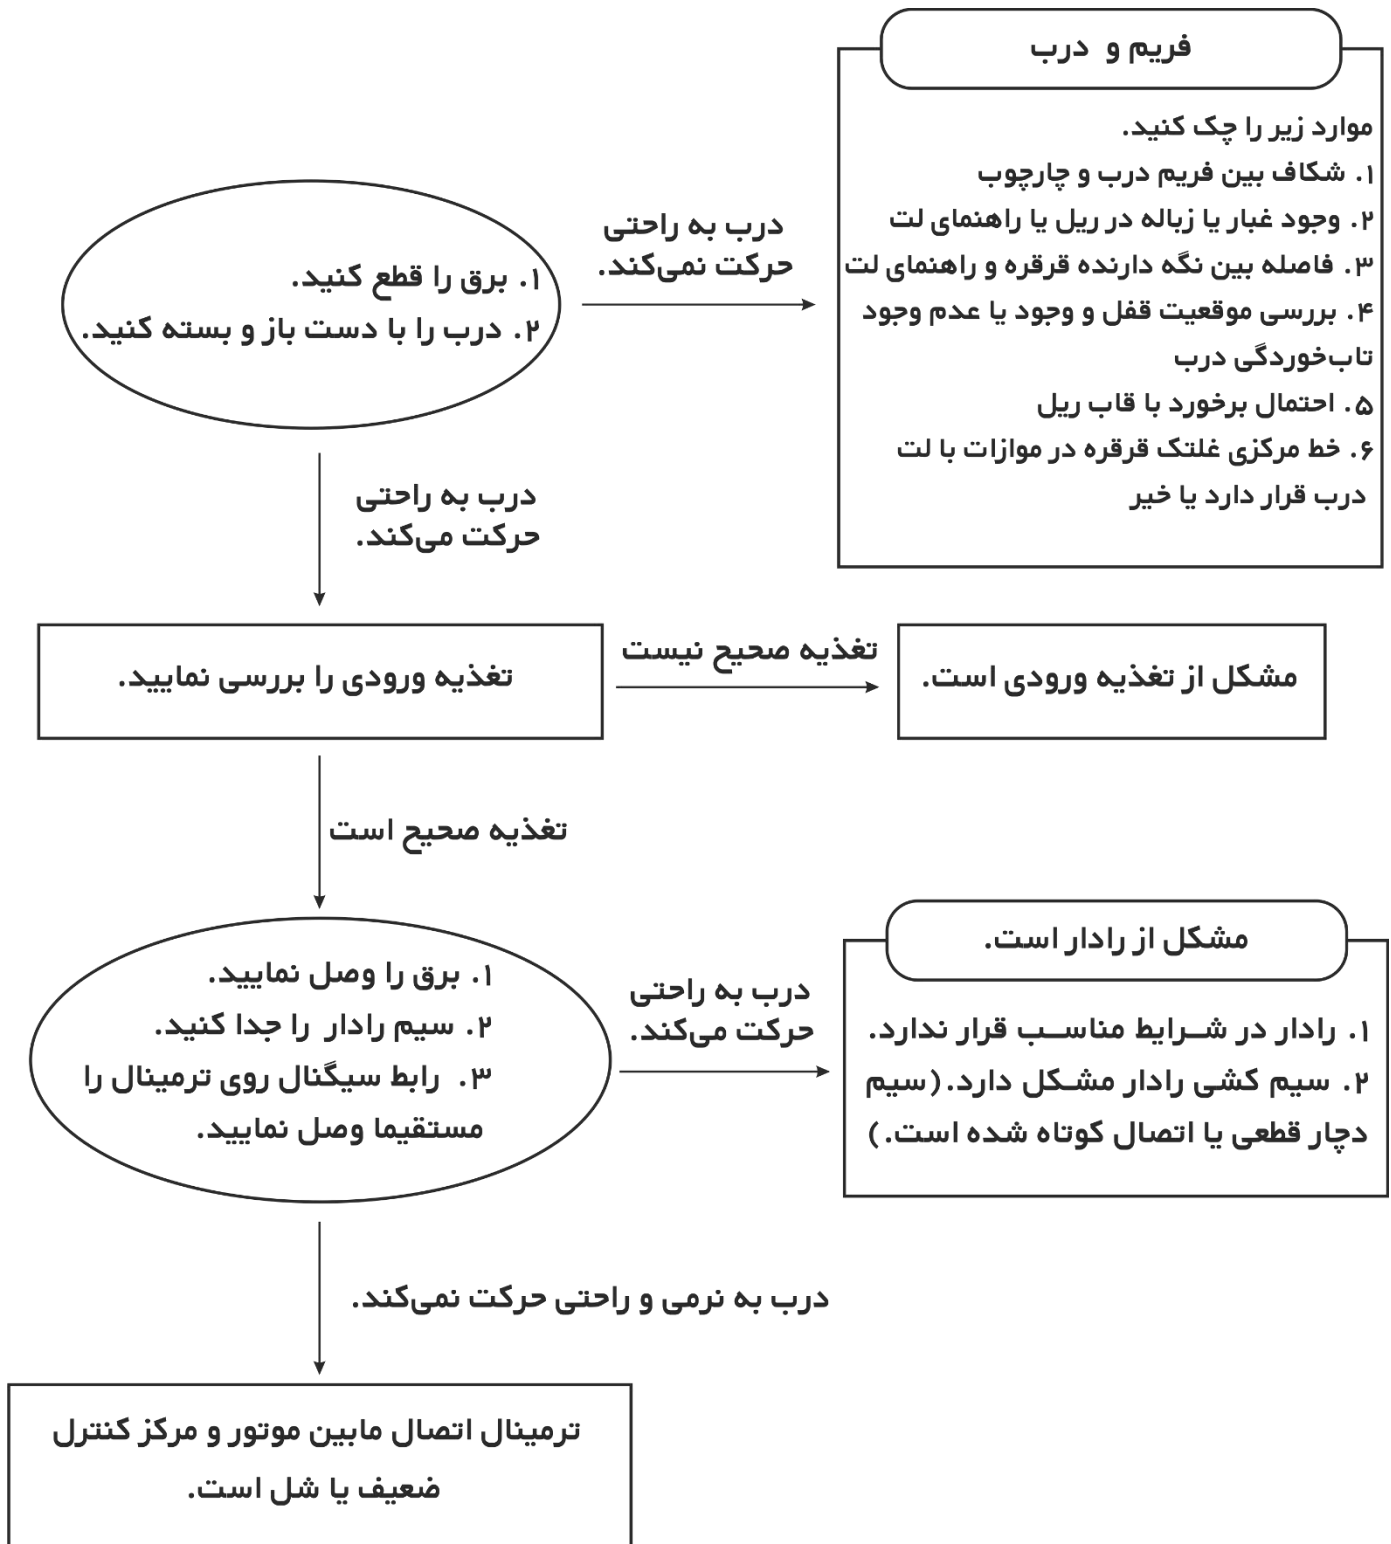 فریم و درب
موارد زیر را چک کنید.
۱. شکاف بین فریم درب و چارچوب
۲. وجود غبار یا زباله در ریل یا راهنمای لت
۳. فاصله بین نگه دارنده قرقره و راهنمای لت
۴. بررسی موقعیت قفل و وجود یا عدم وجود
تاب‌خوردگی درب
۵. احتمال برخورد با قاب ریل
۶. خط مرکزی غلتک قرقره در موازات با لت
درب قرار دارد یا خیر
درب به راحتی
حرکت نمی‌کند.
۱. برق را قطع کنید.
۲. درب را با دست باز و بسته کنید.
درب به راحتی
حرکت می‌کند.
تغذیه ورودی را بررسی نمایید.
تغذیه صحیح نیست
مشکل از تغذیه ورودی است.
تغذیه صحیح است
۱. برق را وصل نمایید.
۲. سیم رادار را جدا کنید.
۳. رابط سیگنال روی ترمینال را
مستقیما وصل نمایید.
درب به راحتی
حرکت می‌کند.
مشکل از رادار است.
۱. رادار در شرایط مناسب قرار ندارد.
۲. سیم کشی رادار مشکل دارد.(سیم
دچار قطعی یا اتصال کوتاه شده است.)
درب به نرمی و راحتی حرکت نمی‌کند.
ترمینال اتصال مابین موتور و مرکز کنترل
ضعیف یا شل است.